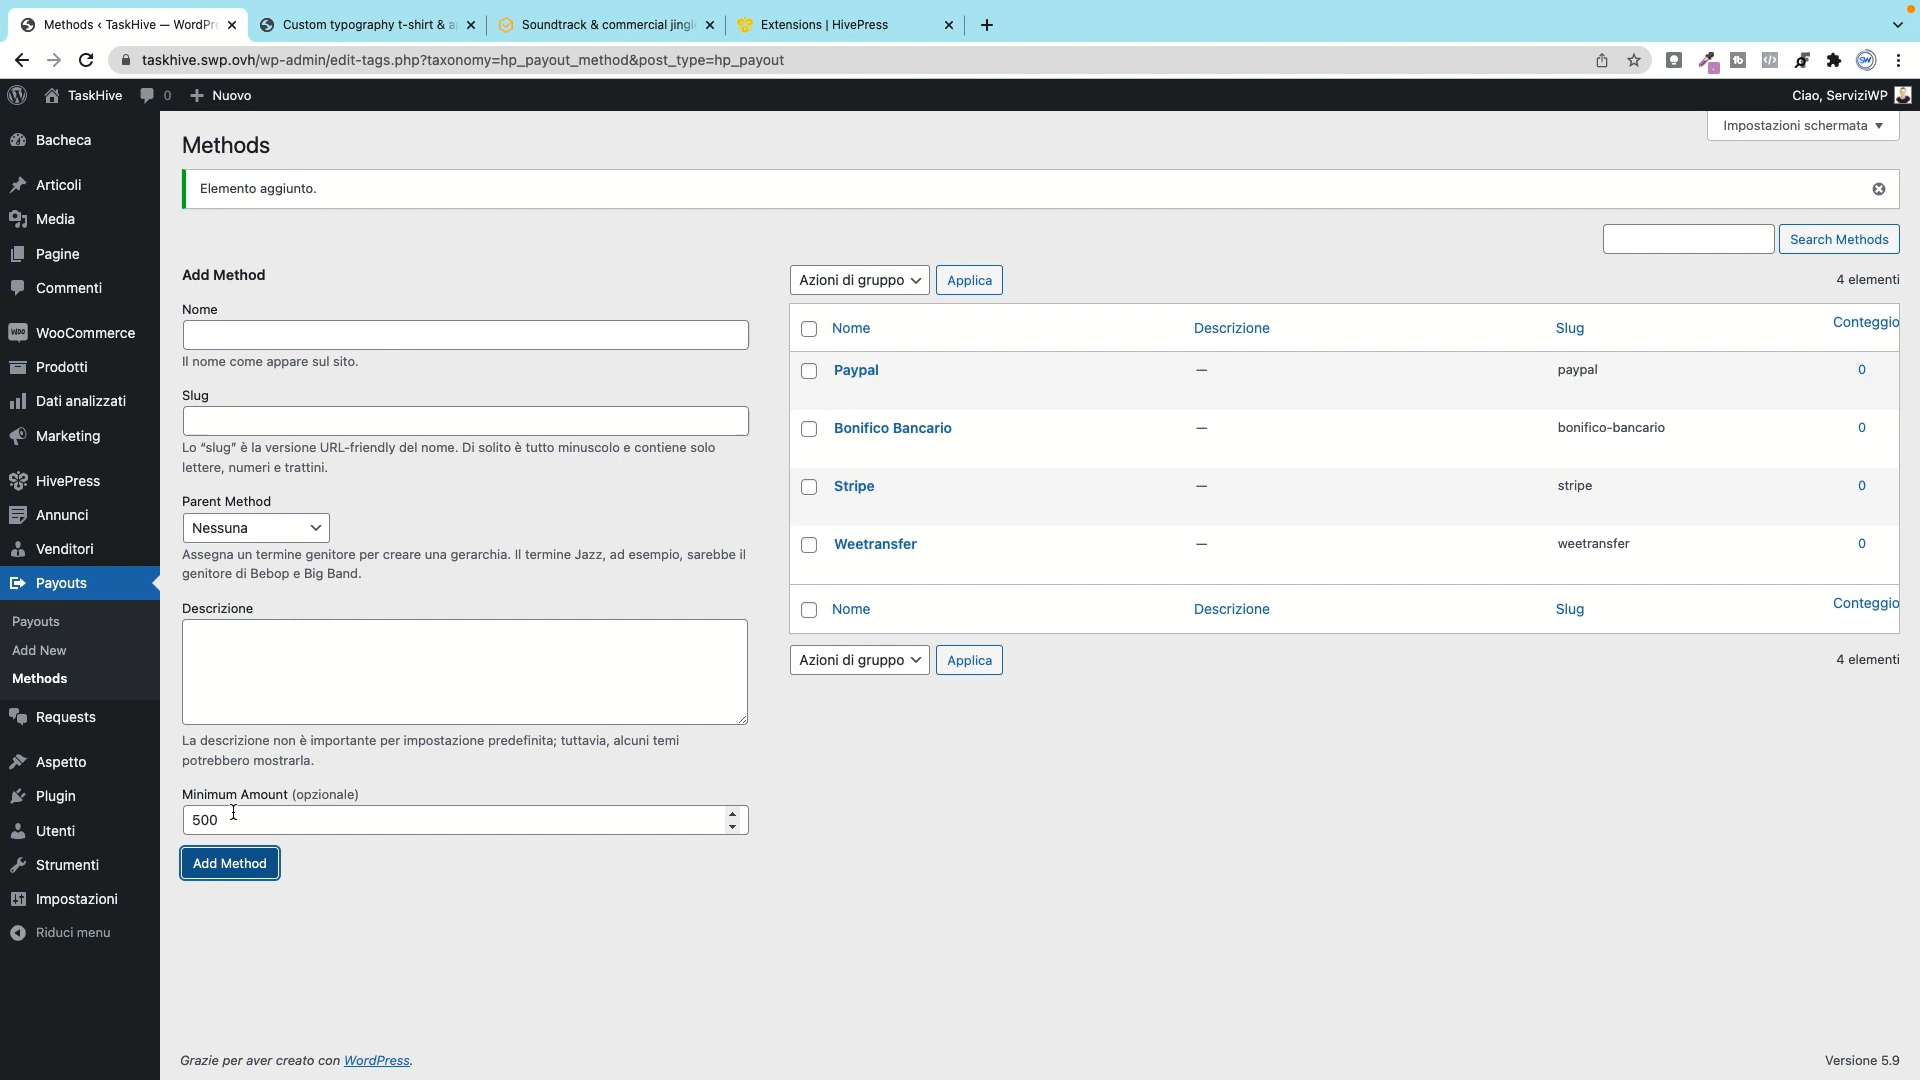 Methods ‹ TaskHive — WordPr
Custom typography t-shirt & a
Soundtrack & commercial jingl
Extensions | HivePress
taskhive.swp.ovh/wp-admin/edit-tags.php?taxonomy=hp_payout_method&post_type=hp_payout
TaskHive
0
Nuovo
Ciao, ServiziWP
Bacheca
Articoli
Media
Pagine
Commenti
WooCommerce
Prodotti
Dati analizzati
Marketing
HivePress
Annunci
Venditori
Payouts
Payouts
Add New
Methods
Requests
Aspetto
Plugin
Utenti
Strumenti
Impostazioni
Riduci menu
Impostazioni schermata
Methods
Elemento aggiunto.
Search Methods
Add Method
Nome
Il nome come appare sul sito.
Slug
Lo “slug” è la versione URL-friendly del nome. Di solito è tutto minuscolo e contiene solo
lettere, numeri e trattini.
Parent Method
Nessuna
Assegna un termine genitore per creare una gerarchia. Il termine Jazz, ad esempio, sarebbe il
genitore di Bebop e Big Band.
Descrizione
La descrizione non è importante per impostazione predefinita; tuttavia, alcuni temi
potrebbero mostrarla.
Minimum Amount (opzionale)
500
Add Method
Azioni di gruppo Applica 4 elementi
Nome Descrizione Slug Conteggio
Paypal — paypal 0
Bonifico Bancario — bonifico-bancario 0
Stripe — stripe 0
Weetransfer — weetransfer 0
Nome Descrizione Slug Conteggio
Azioni di gruppo Applica 4 elementi
Grazie per aver creato con WordPress.
Versione 5.9